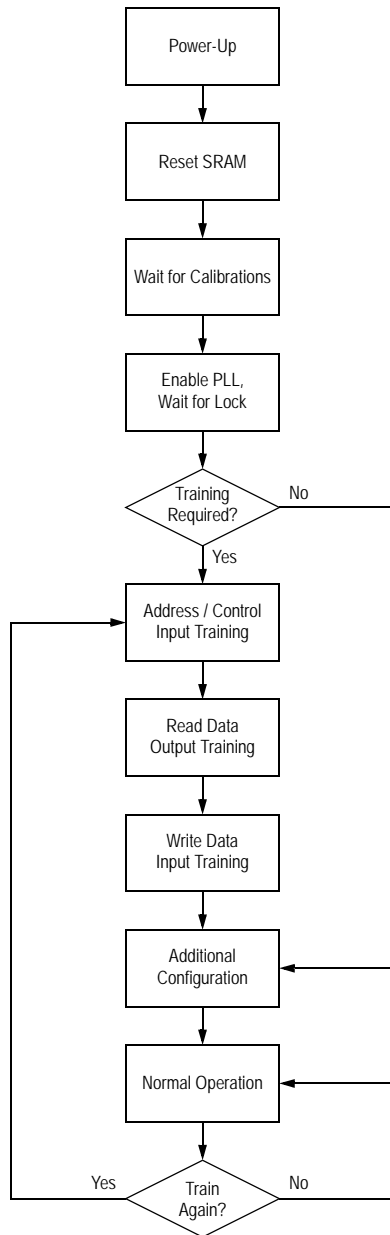 Power-Up
Reset SRAM
Wait for Calibrations
Enable PLL,
Wait for Lock
Training
Required?
No
Yes
Address / Control
Input Training
Read Data
Output Training
Write Data
Input Training
Additional
Configuration
Normal Operation
Yes
Train
Again?
No